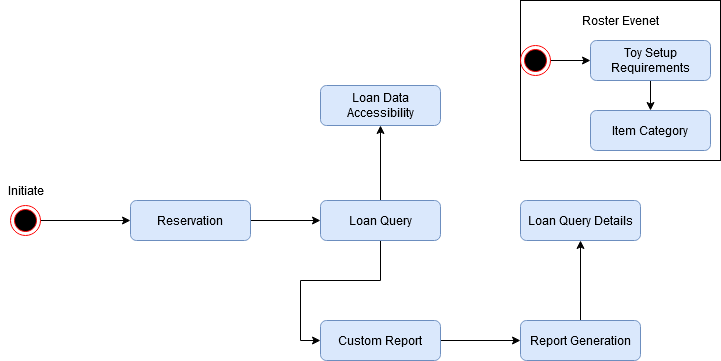 Roster Evenet
Toy Setup
Requirements
Item Category
Loan Data
Accessibility
Initiate
Reservation
Loan Query
Loan Query Details
Custom Report
Report Generation